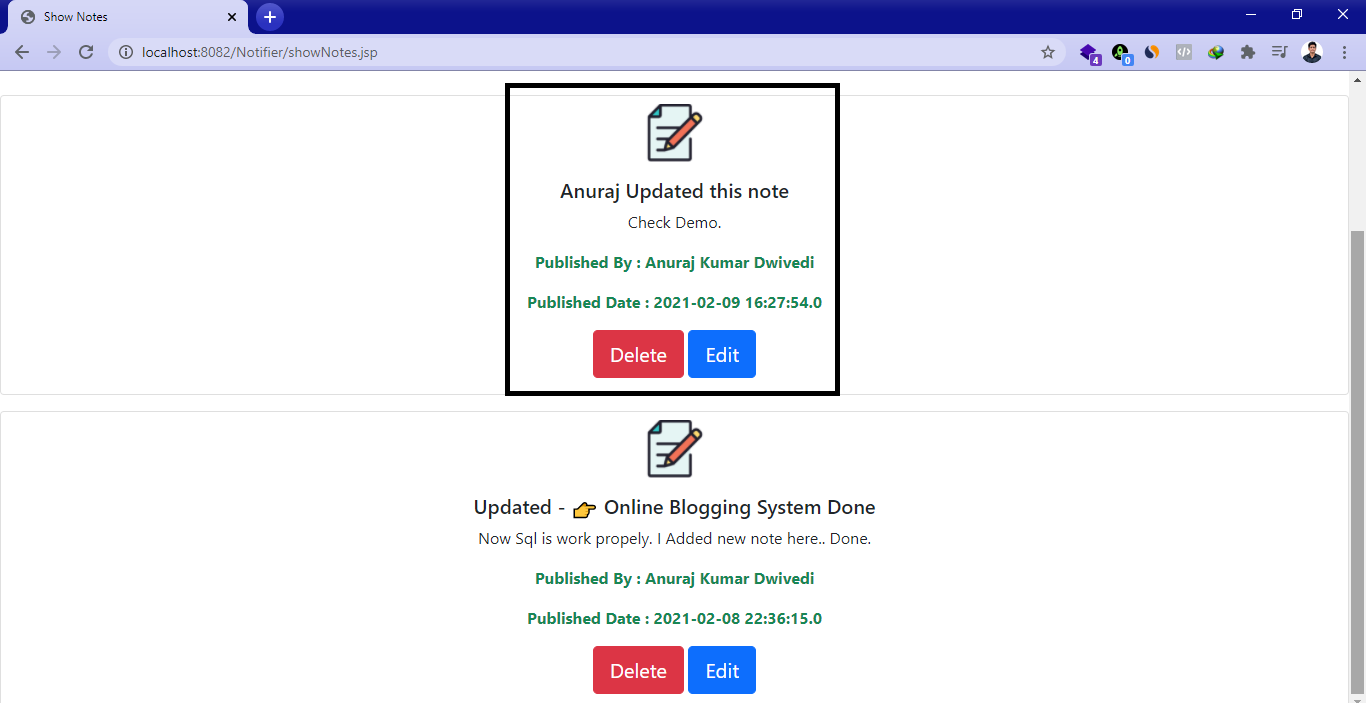 Show Notes
localhost:8082/Notifier/showNotes.jsp
4
0
Anuraj Updated this note
Check Demo.
Published By : Anuraj Kumar Dwivedi
Published Date : 2021-02-09 16:27:54.0
Delete Edit
Updated - 👉 Online Blogging System Done
Now Sql is work propely. I Added new note here.. Done.
Published By : Anuraj Kumar Dwivedi
Published Date : 2021-02-08 22:36:15.0
Delete Edit